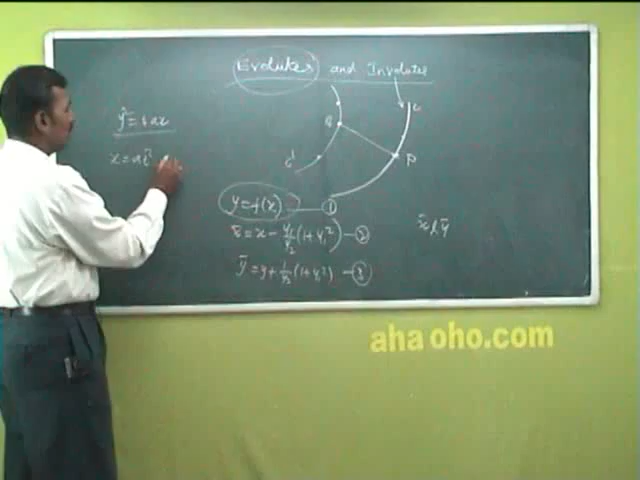 Evolutes and Involutes
y² = 4ax
x = at²
Q
c
c'
P
y = f(x) — ①
x̄ = x - y₁/y₂ (1+y₁²) — ②
ȳ = y + 1/y₂ (1+y₁²) — ③
x̄ & ȳ
aha oho.com